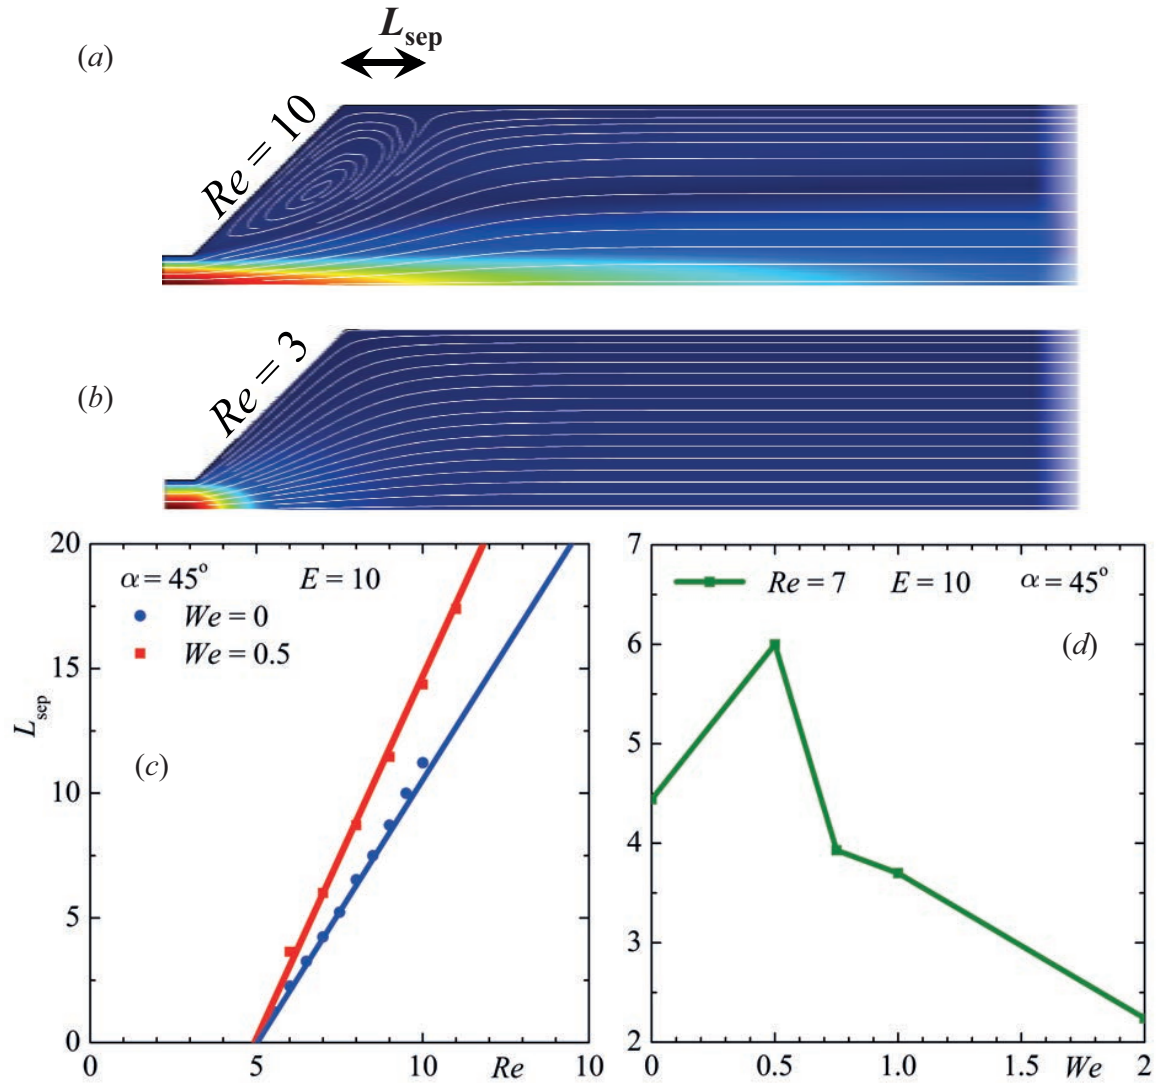 L_sep
(a)
Re = 10
Re = 3
(b)
20
15
10
5
0
L_sep
α = 45°
E = 10
We = 0
We = 0.5
(c)
0
5
10
Re
10
7
6
5
4
3
2
Re = 7
E = 10
α = 45°
(d)
0
0.5
1.0
1.5
We
2